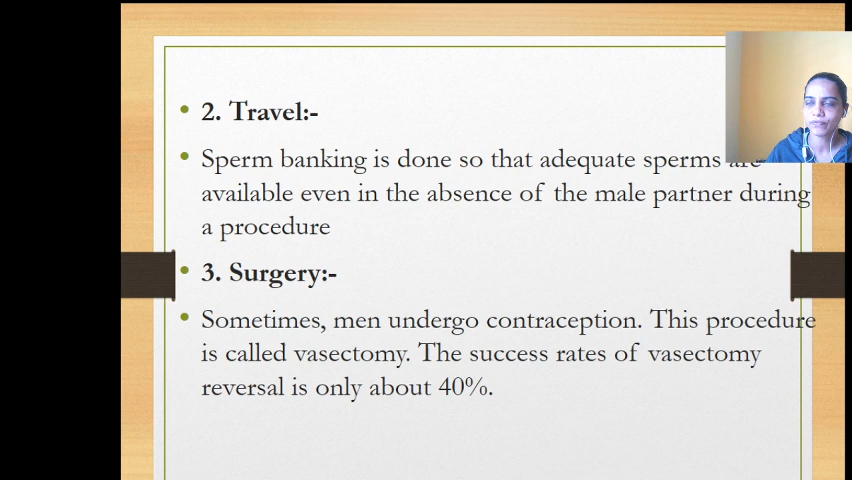 2. Travel:-
Sperm banking is done so that adequate sperms are
available even in the absence of the male partner during
a procedure
3. Surgery:-
Sometimes, men undergo contraception. This procedure
is called vasectomy. The success rates of vasectomy
reversal is only about 40%.